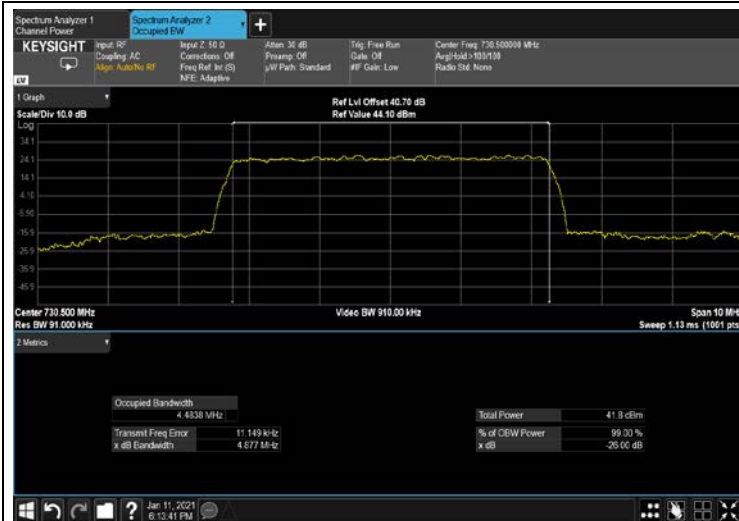 Spectrum Analyzer 1
Channel Power
Spectrum Analyzer 2
Occupied BW
+
KEYSIGHT
Input: RF
Coupling: AC
Align: Auto/No RF
Input Z: 50 Ω
Corrections: Off
Freq Ref: Int (S)
NFE: Adaptive
Atten: 30 dB
Preamp: Off
µW Path: Standard
Trig: Free Run
Gate: Off
#IF Gain: Low
Center Freq: 730.500000 MHz
Avg|Hold:>100/100
Radio Std: None
1 Graph
Scale/Div 10.0 dB
Ref Lvl Offset 40.70 dB
Ref Value 44.10 dBm
Log
34.1
24.1
14.1
4.10
-5.90
-15.9
-25.9
-35.9
-45.9
Center 730.500 MHz
Res BW 91.000 kHz
Video BW 910.00 kHz
Span 10 MH
Sweep 1.13 ms (1001 pts
2 Metrics
Occupied Bandwidth
4.4838 MHz
Transmit Freq Error 11.149 kHz
x dB Bandwidth 4.877 MHz
Total Power 41.8 dBm
% of OBW Power 99.00 %
x dB -26.00 dB
?
Jan 11, 2021
6:13:41 PM